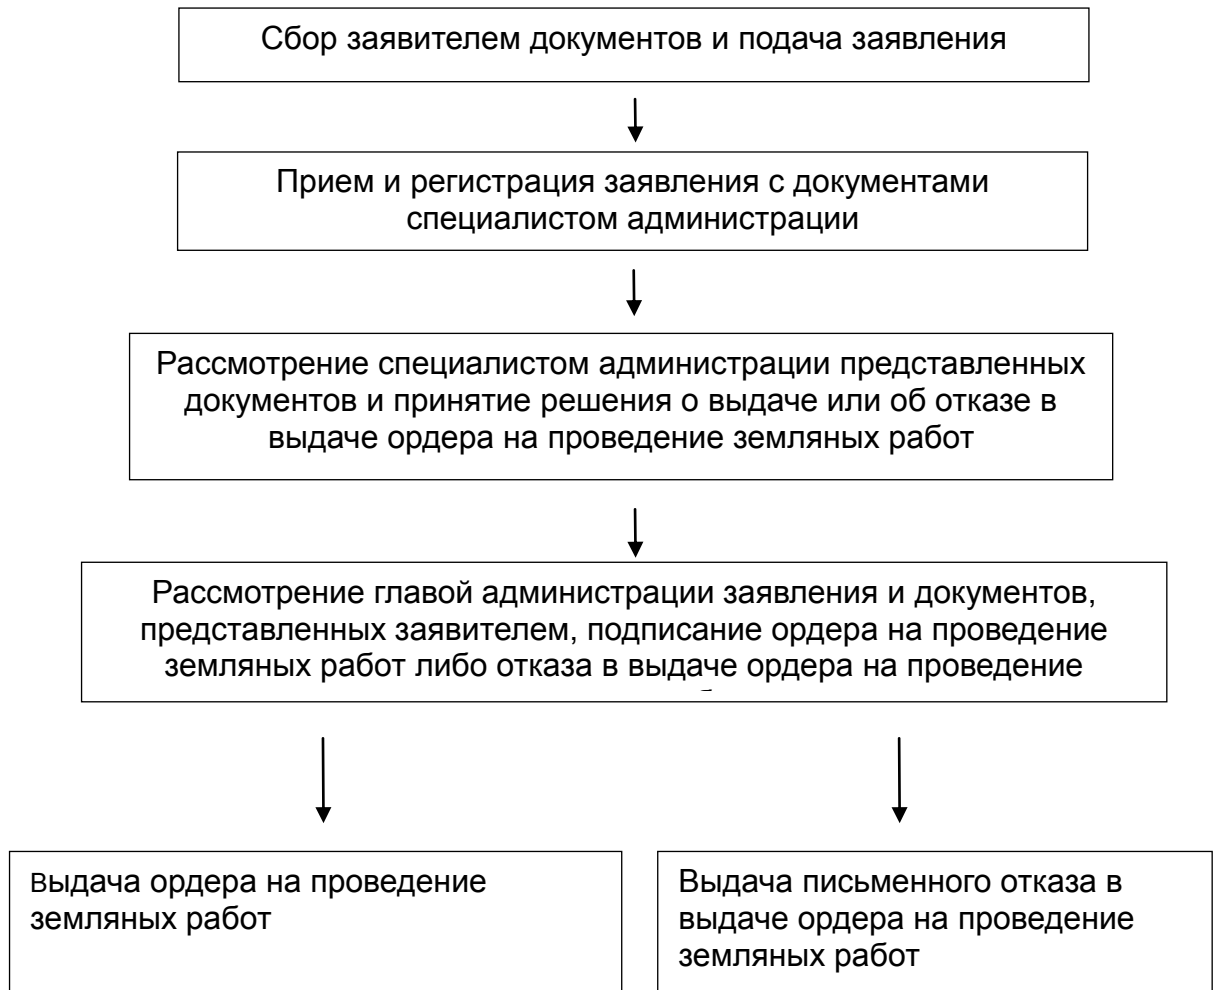 Сбор заявителем документов и подача заявления
Прием и регистрация заявления с документами
специалистом администрации
Рассмотрение специалистом администрации представленных
документов и принятие решения о выдаче или об отказе в
выдаче ордера на проведение земляных работ
Рассмотрение главой администрации заявления и документов,
представленных заявителем, подписание ордера на проведение
земляных работ либо отказа в выдаче ордера на проведение
Выдача ордера на проведение
земляных работ
Выдача письменного отказа в
выдаче ордера на проведение
земляных работ